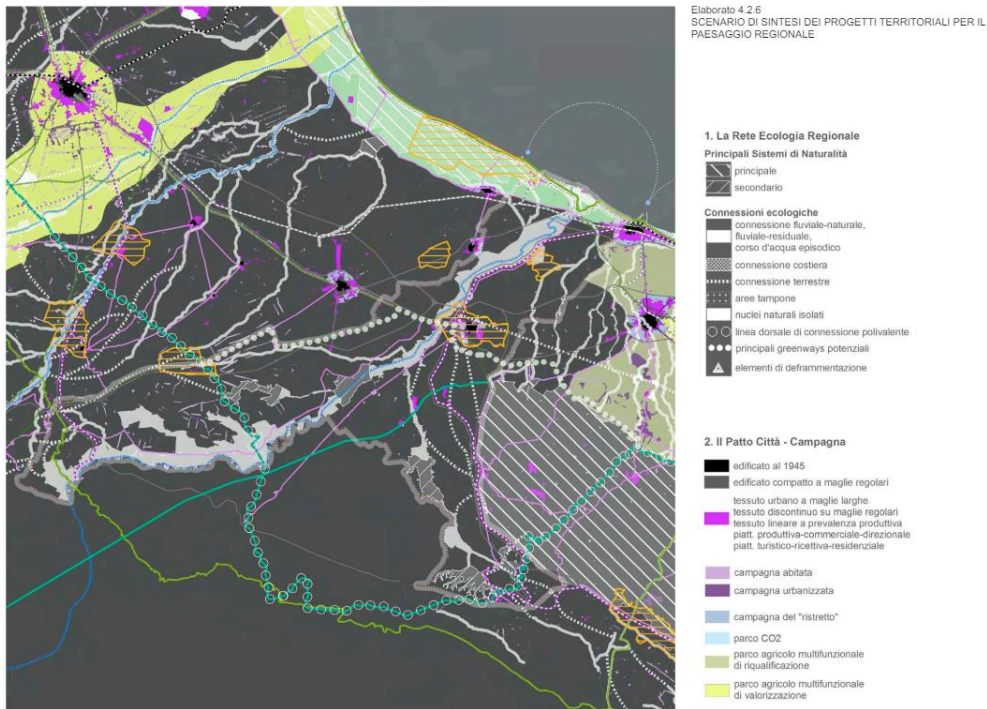 Elaborato 4.2.6
SCENARIO DI SINTESI DEI PROGETTI TERRITORIALI PER IL
PAESAGGIO REGIONALE
1. La Rete Ecologia Regionale
Principali Sistemi di Naturalità
principale
secondario
Connessioni ecologiche
connessione fluviale-naturale,
fluviale-residuale,
corso d'acqua episodico
connessione costiera
connessione terrestre
aree tampone
nuclei naturali isolati
linea dorsale di connessione polivalente
principali greenways potenziali
elementi di deframmentazione
2. Il Patto Città - Campagna
edificato al 1945
edificato compatto a maglie regolari
tessuto urbano a maglie larghe
tessuto discontinuo su maglie regolari
tessuto lineare a prevalenza produttiva
piatt. produttiva-commerciale-direzionale
piatt. turistico-ricettiva-residenziale
campagna abitata
campagna urbanizzata
campagna del "ristretto"
parco CO2
parco agricolo multifunzionale
di riqualificazione
parco agricolo multifunzionale
di valorizzazione